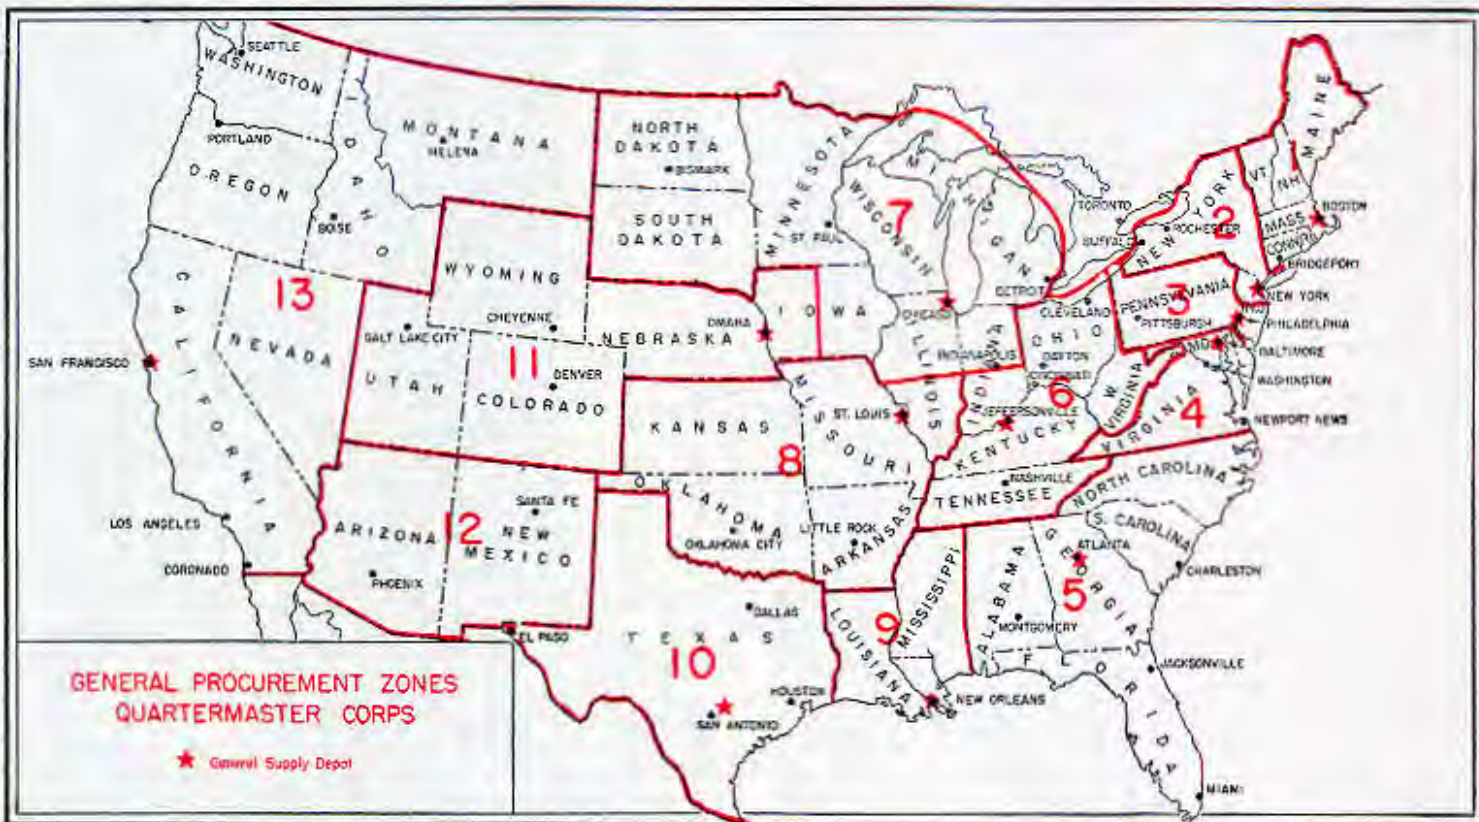 SEATTLE
WASHINGTON
PORTLAND
OREGON
IDAHO
BOISE
MONTANA
HELENA
NORTH
DAKOTA
BISMARK
SOUTH
DAKOTA
MINNESOTA
ST. PAUL
WISCONSIN
7
MICHIGAN
DETROIT
TORONTO
BUFFALO
ROCHESTER
NEW YORK
2
VT.
NH
1
MAINE
MASS
BOSTON
CONN
BRIDGEPORT
NEW YORK
3
PENNSYLVANIA
PITTSBURGH
PHILADELPHIA
BALTIMORE
WASHINGTON
NEWPORT NEWS
CLEVELAND
OHIO
DAYTON
CINCINNATI
6
W.
VIRGINIA
VIRGINIA
4
WYOMING
CHEYENNE
NEBRASKA
OMAHA
IOWA
CHICAGO
ILLINOIS
INDIANA
INDIANAPOLIS
JEFFERSONVILLE
KENTUCKY
CALIFORNIA
13
NEVADA
SAN FRANCISCO
LOS ANGELES
CORONADO
SALT LAKE CITY
UTAH
11
DENVER
COLORADO
KANSAS
8
MISSOURI
ST. LOUIS
NASHVILLE
TENNESSEE
NORTH CAROLINA
S. CAROLINA
CHARLESTON
ARIZONA
PHOENIX
12
SANTA FE
NEW
MEXICO
OKLAHOMA
OKLAHOMA CITY
LITTLE ROCK
ARKANSAS
MISSISSIPPI
ALABAMA
MONTGOMERY
GEORGIA
ATLANTA
5
JACKSONVILLE
FLORIDA
MIAMI
EL PASO
TEXAS
DALLAS
10
HOUSTON
SAN ANTONIO
LOUISIANA
9
NEW ORLEANS
GENERAL PROCUREMENT ZONES
QUARTERMASTER CORPS
General Supply Depot